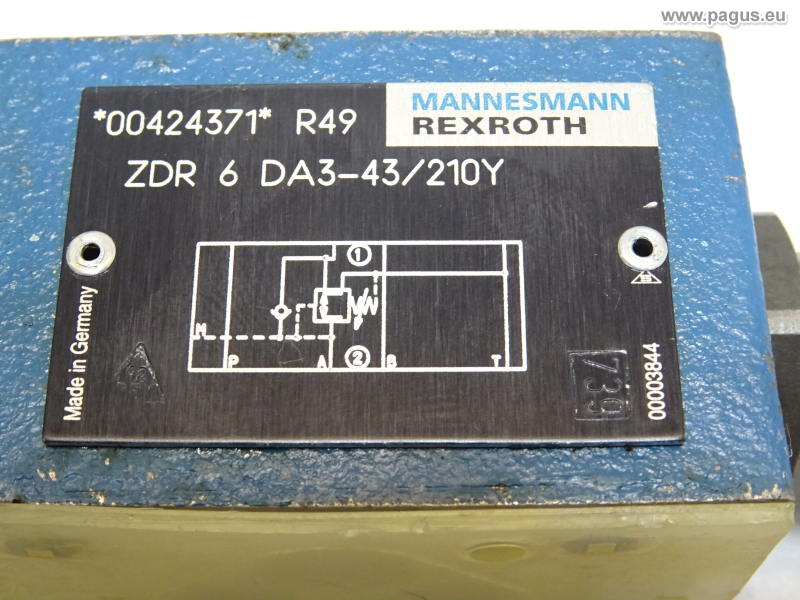 www.pagus.eu
*00424371* R49
MANNESMANN
REXROTH
ZDR 6 DA3-43/210Y
1
M
P
A
2
B
T
Made in Germany
739
00003844